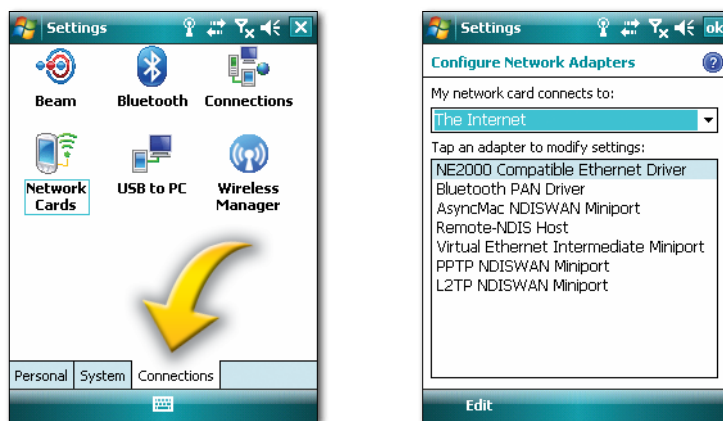 Settings
Beam Bluetooth Connections
Network Cards USB to PC Wireless Manager
Personal System Connections
Settings ok
Configure Network Adapters ?
My network card connects to:
The Internet
Tap an adapter to modify settings:
NE2000 Compatible Ethernet Driver
Bluetooth PAN Driver
AsyncMac NDISWAN Miniport
Remote-NDIS Host
Virtual Ethernet Intermediate Miniport
PPTP NDISWAN Miniport
L2TP NDISWAN Miniport
Edit